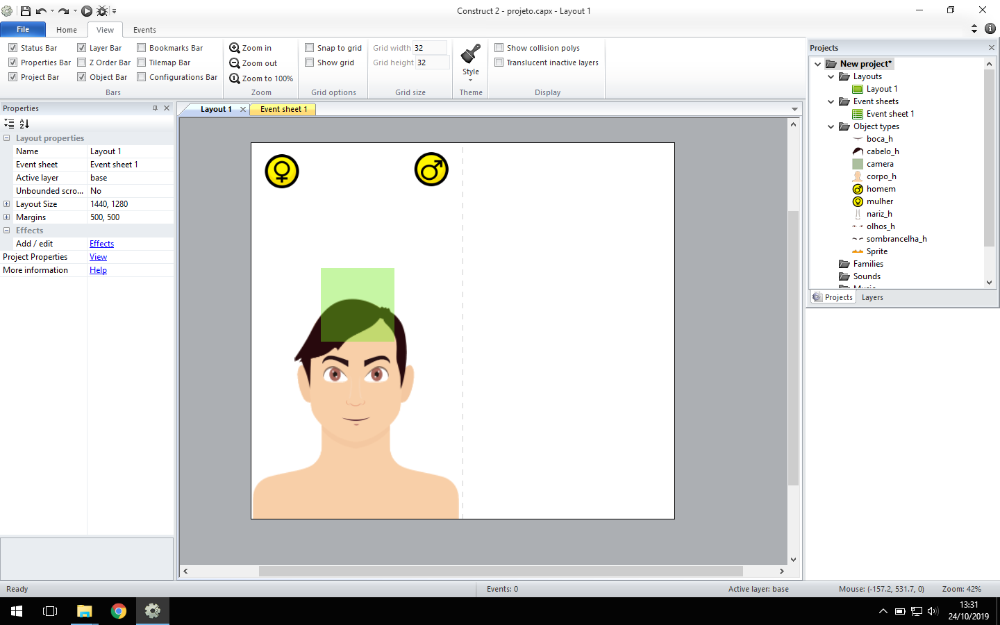 Construct 2 - projeto.capx - Layout 1
File Home View Events
Status Bar Layer Bar Bookmarks Bar Zoom in Snap to grid Grid width 32 Show collision polys
Properties Bar Z Order Bar Tilemap Bar Zoom out Show grid Grid height 32 Translucent inactive layers
Project Bar Object Bar Configurations Bar Zoom to 100% Style
Bars Zoom Grid options Grid size Theme Display
Properties
Layout 1 Event sheet 1
Layout properties
Name Layout 1
Event sheet Event sheet 1
Active layer base
Unbounded scro... No
Layout Size 1440, 1280
Margins 500, 500
Effects
Add / edit Effects
Project Properties View
More information Help
Projects
New project*
Layouts
Layout 1
Event sheets
Event sheet 1
Object types
boca_h
cabelo_h
camera
corpo_h
homem
mulher
nariz_h
olhos_h
sombrancelha_h
Sprite
Families
Sounds
Music
Projects Layers
Ready Events: 0 Active layer: base Mouse: (-157.2, 531.7, 0) Zoom: 42%
13:31
24/10/2019